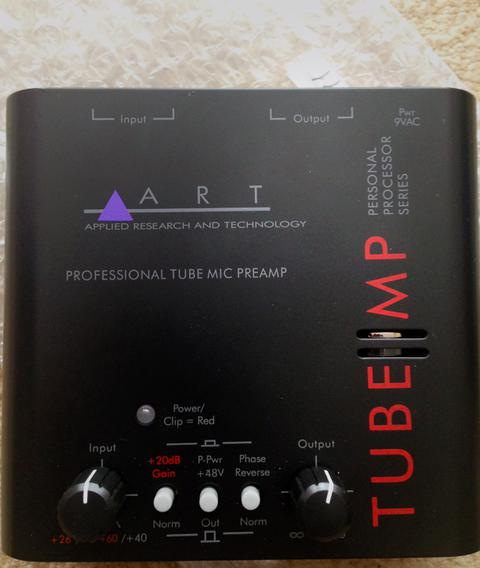 Input
Output
PWR
9VAC
PERSONAL
PROCESSOR
SERIES
ART
APPLIED RESEARCH AND TECHNOLOGY
PROFESSIONAL TUBE MIC PREAMP
TUBE MP
Power/
Clip = Red
Input
+20dB
Gain
P-Pwr
+48V
Phase
Reverse
Output
Norm
Out
Norm
+60 /+40
∞